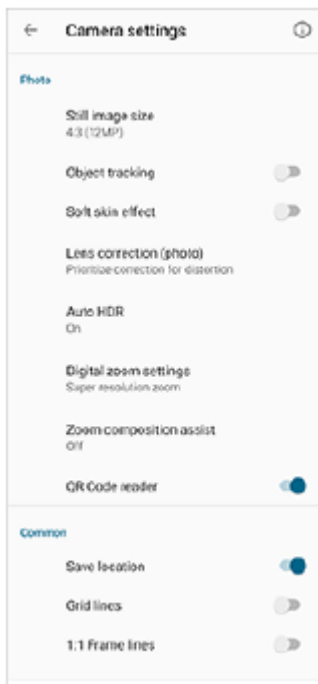 Camera settings
Photo
Still image size
4:3 (12MP)
Object tracking
Soft skin effect
Lens correction (photo)
Prioritize correction for distortion
Auto HDR
On
Digital zoom settings
Super resolution zoom
Zoom composition assist
Off
QR Code reader
Common
Save location
Grid lines
1:1 Frame lines